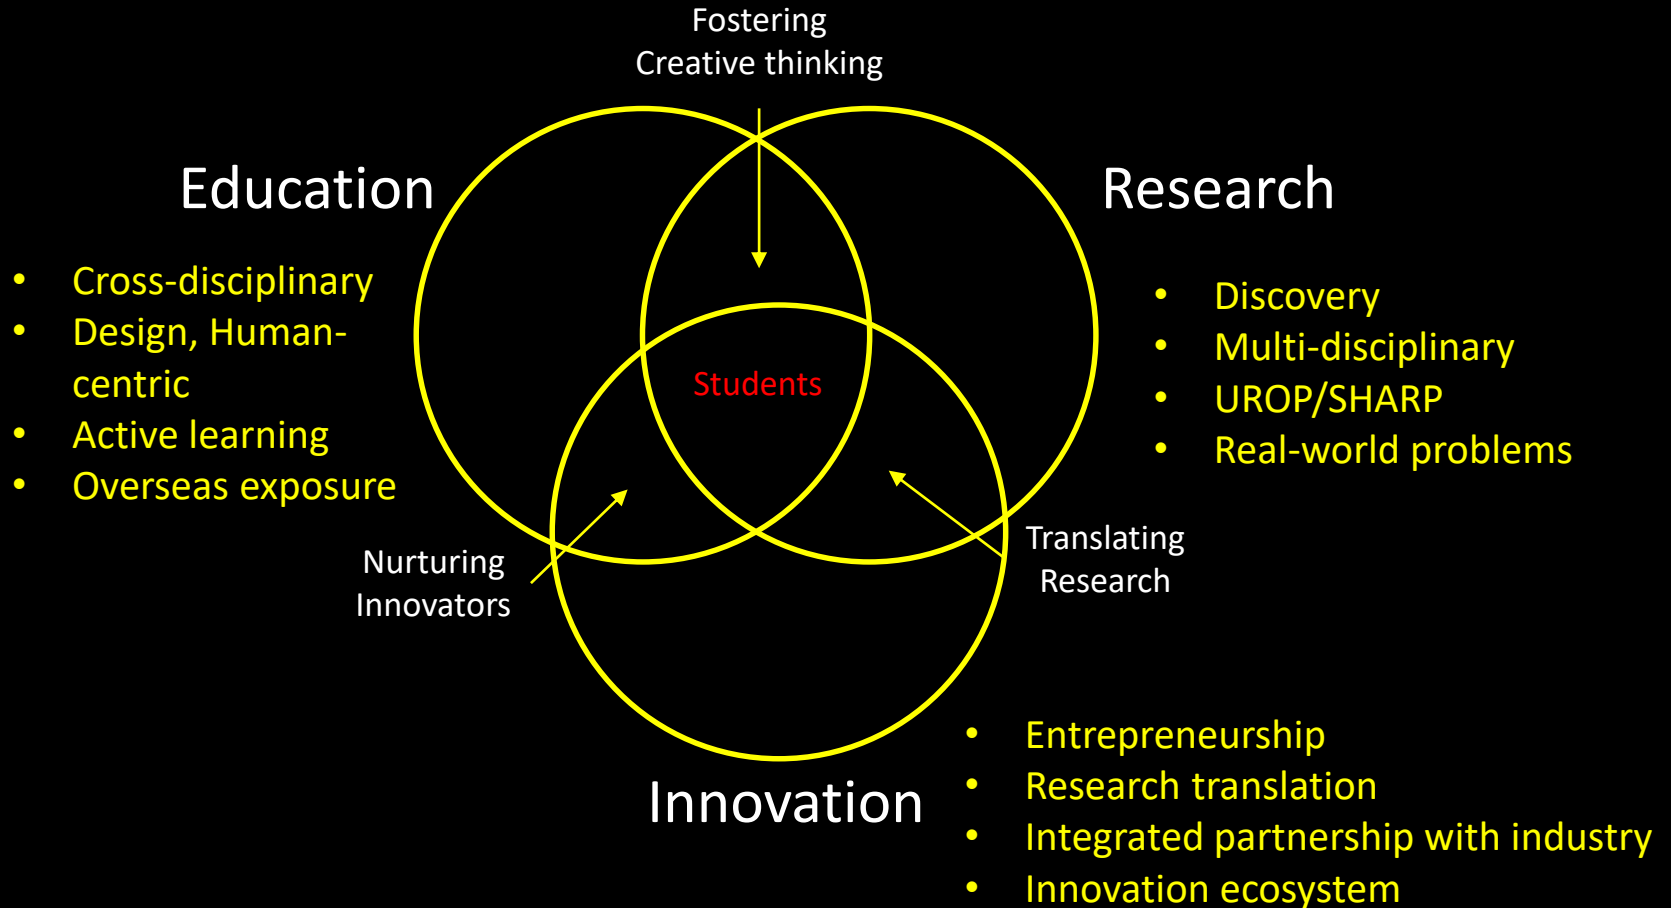 Fostering
Creative thinking
Education
• Cross-disciplinary
• Design, Human-
centric
• Active learning
• Overseas exposure
Research
• Discovery
• Multi-disciplinary
• UROP/SHARP
• Real-world problems
Students
Nurturing
Innovators
Translating
Research
Innovation
• Entrepreneurship
• Research translation
• Integrated partnership with industry
• Innovation ecosystem